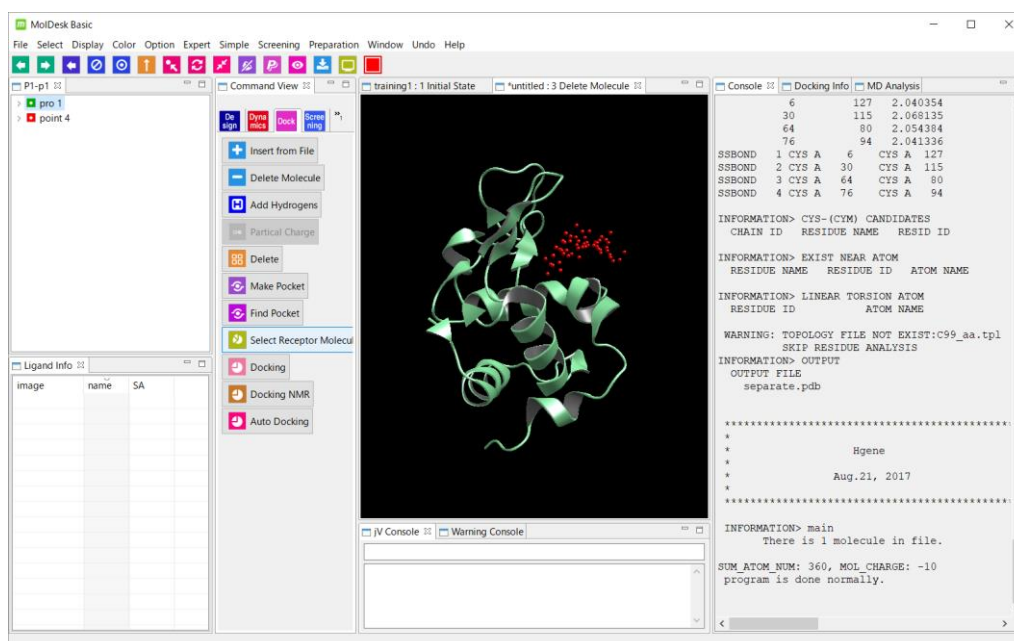 MolDesk Basic
File Select Display Color Option Expert Simple Screening Preparation Window Undo Help
P1-p1
pro 1
point 4
Ligand Info
image name SA
Command View
De sign
Dyna mics
Dock
Scree ning
Insert from File
Delete Molecule
Add Hydrogens
Partical Charge
Delete
Make Pocket
Find Pocket
Select Receptor Molecul
Docking
Docking NMR
Auto Docking
training1 : 1 Initial State
*untitled : 3 Delete Molecule
jV Console
Warning Console
Console
Docking Info
MD Analysis
6 127 2.040354
30 115 2.068135
64 80 2.054384
76 94 2.041336
SSBOND 1 CYS A 6 CYS A 127
SSBOND 2 CYS A 30 CYS A 115
SSBOND 3 CYS A 64 CYS A 80
SSBOND 4 CYS A 76 CYS A 94
INFORMATION> CYS-(CYM) CANDIDATES
CHAIN ID RESIDUE NAME RESID ID
INFORMATION> EXIST NEAR ATOM
RESIDUE NAME RESIDUE ID ATOM NAME
INFORMATION> LINEAR TORSION ATOM
RESIDUE ID ATOM NAME
WARNING: TOPOLOGY FILE NOT EXIST:C99_aa.tpl
SKIP RESIDUE ANALYSIS
INFORMATION> OUTPUT
OUTPUT FILE
separate.pdb
*******************************************
*
* Hgene
*
* Aug.21, 2017
*
*******************************************
INFORMATION> main
There is 1 molecule in file.
SUM_ATOM_NUM: 360, MOL_CHARGE: -10
program is done normally.